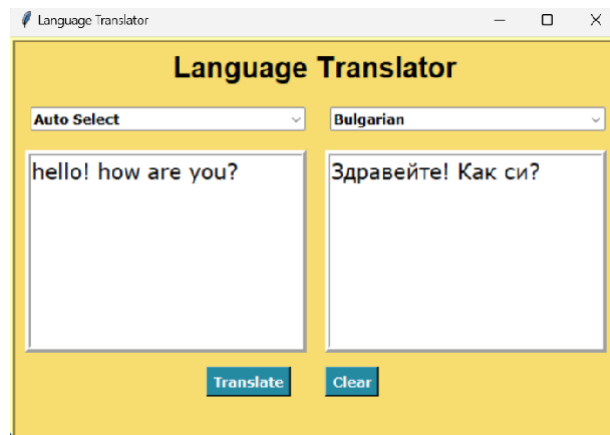 Language Translator
Language Translator
Auto Select
Bulgarian
hello! how are you?
Здравейте! Как си?
Translate
Clear